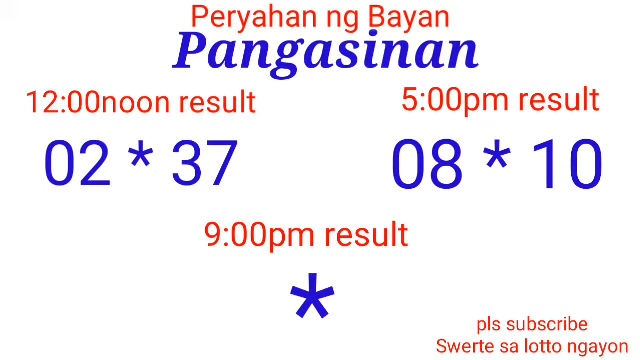 Peryahan ng Bayan
Pangasinan
12:00noon result
5:00pm result
02 * 37
08 * 10
9:00pm result
*
pls subscribe
Swerte sa lotto ngayon